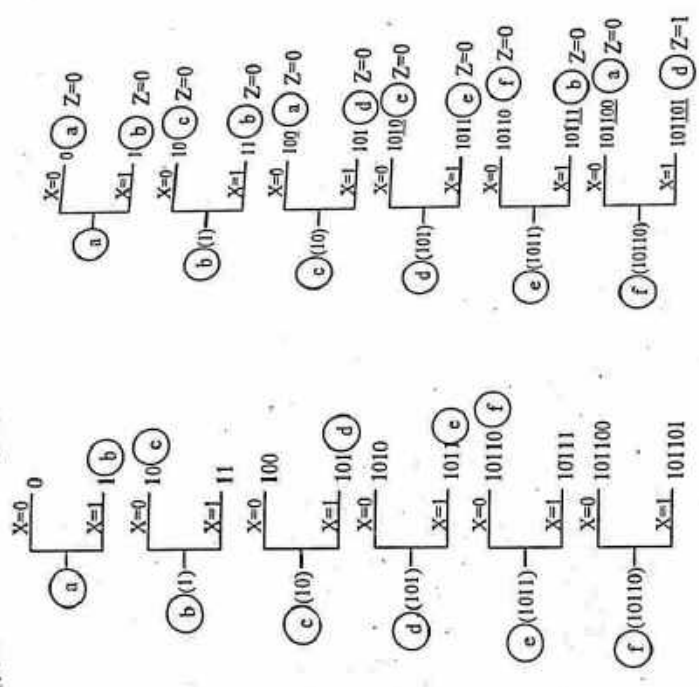 X=0 0
a
X=1 1 b
X=0 10 c
b (1)
X=1 11
X=0 100
c (10)
X=1 101 d
X=0 1010
d (101)
X=1 1011 e
X=0 10110 f
e (1011)
X=1 10111
X=0 101100
f (10110)
X=1 101101
X=0 0 a Z=0
a
X=1 1 b Z=0
X=0 10 c Z=0
b (1)
X=1 11 b Z=0
X=0 100 a Z=0
c (10)
X=1 101 d Z=0
X=0 1010 c Z=0
d (101)
X=1 1011 e Z=0
X=0 10110 f Z=0
e (1011)
X=1 10111 b Z=0
X=0 101100 a Z=0
f (10110)
X=1 101101 d Z=1